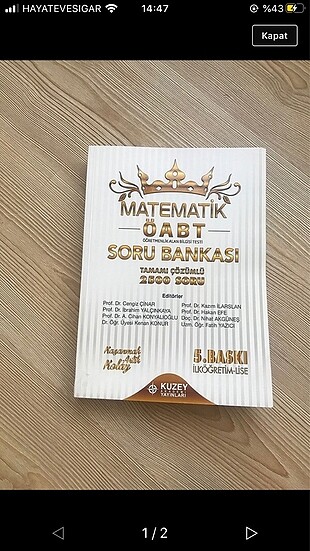 HAYATEVESIGAR 14:47 %43
Kapat
MATEMATİK
ÖABT
ÖĞRETMENLİK ALAN BİLGİSİ TESTİ
SORU BANKASI
TAMAMI ÇÖZÜMLÜ
2500 SORU
Editörler
Prof. Dr. Cengiz ÇINAR
Prof. Dr. Kazım İLARSLAN
Prof. Dr. İbrahim YALÇINKAYA
Prof. Dr. Hakan EFE
Prof. Dr. A. Cihan KONYALIOĞLU
Doç. Dr. Nihat AKGÜNEŞ
Dr. Öğr. Üyesi Kenan KONUR
Uzm. Öğr. Fatih YAZICI
Kazanmak
Artık
Kolay
5.BASKI
İLKÖĞRETİM-LİSE
KUZEY
YAYINLARI
1 / 2